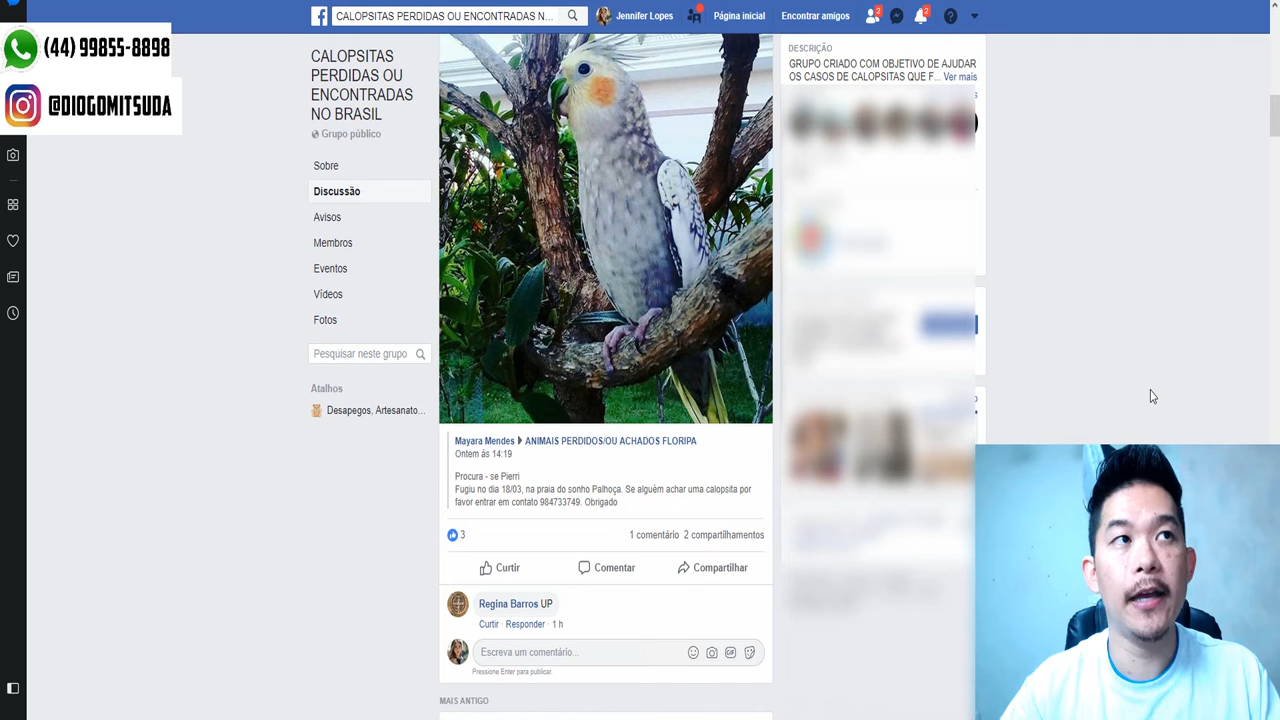 (44) 99855-8898
@DIOGOMITSUDA
CALOPSITAS PERDIDAS OU ENCONTRADAS N...
Jennifer Lopes
Página inicial
Encontrar amigos
2
2
CALOPSITAS
PERDIDAS OU
ENCONTRADAS
NO BRASIL
Grupo público
Sobre
Discussão
Avisos
Membros
Eventos
Vídeos
Fotos
Pesquisar neste grupo
Atalhos
Desapegos, Artesanato...
DESCRIÇÃO
GRUPO CRIADO COM OBJETIVO DE AJUDAR
OS CASOS DE CALOPSITAS QUE F... Ver mais
Mayara Mendes ANIMAIS PERDIDOS/OU ACHADOS FLORIPA
Ontem às 14:19
Procura - se Pierri
Fugiu no dia 18/03, na praia do sonho Palhoça. Se alguèm achar uma calopsita por
favor entrar em contato 984733749. Obrigado
3
1 comentário 2 compartilhamentos
Curtir
Comentar
Compartilhar
Regina Barros UP
Curtir · Responder · 1 h
Escreva um comentário...
GIF
Pressione Enter para publicar.
MAIS ANTIGO